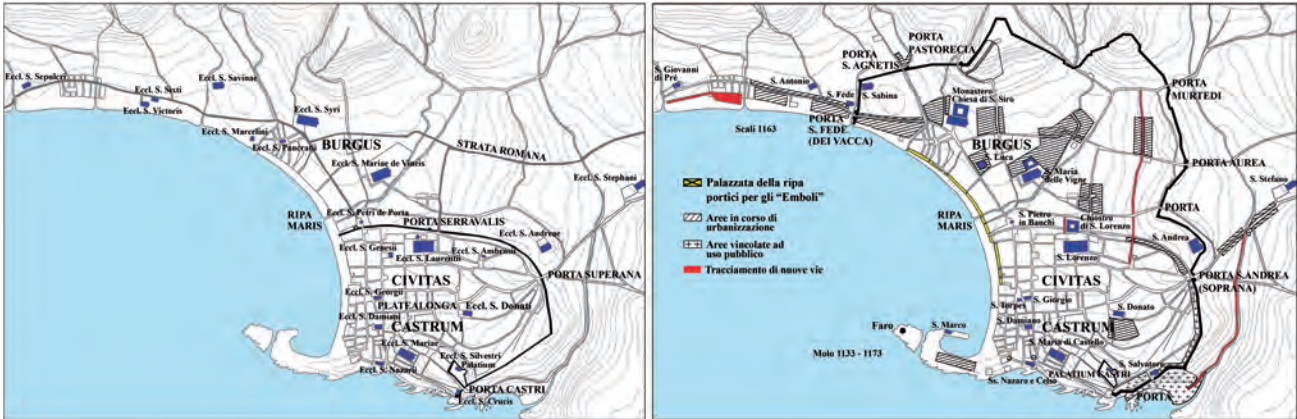 Eccl. S. Sepulcri
Eccl. S. Sixti
Eccl. S. Victoris
Eccl. S. Savinae
Eccl. S. Syri
Eccl. S. Marcelini
Eccl. S. Pancratii
BURGUS
STRATA ROMANA
Eccl. S. Mariae de Vineis
Eccl. S. Stephani
RIPA
MARIS
Eccl. S. Petri de Porta
PORTA SERRAVALIS
Eccl. S. Genesii
Eccl. S. Ambrosii
Eccl. S. Andreae
Eccl. S. Laurentii
PORTA SUPERANA
CIVITAS
Eccl. S. Georgii
PLATEALONGA
Eccl. S. Donati
Eccl. S. Damiani
CASTRUM
Eccl. S. Mariae
Eccl. S. Silvestri
Palatium
Eccl. S. Nazarii
PORTA CASTRI
Eccl. S. Crucis
PORTA
PASTORECIA
PORTA
S. AGNETIS
S. Giovanni
di Pré
S. Antonio
S. Fede
S. Sabina
Monastero
Chiesa di S. Siro
PORTA
MURTEDI
Scali 1163
PORTA
S. FEDE
(DEI VACCA)
BURGUS
S. Luca
S. Maria
delle Vigne
PORTA AUREA
S. Stefano
Palazzata della ripa
portici per gli “Emboli”
Aree in corso di
urbanizzazione
Aree vincolate ad
uso pubblico
Tracciamento di nuove vie
RIPA
MARIS
S. Pietro
in Banchi
Chiostro
di S. Lorenzo
PORTA
S. Andrea
S. Lorenzo
CIVITAS
PORTA S. ANDREA
(SOPRANA)
S. Torpes
S. Giorgio
S. Donato
Faro
S. Marco
S. Damiano
CASTRUM
Molo 1133 - 1173
S. Maria di Castello
S. Salvatore
PALATIUM CASTRI
Ss. Nazaro e Celso
PORTA